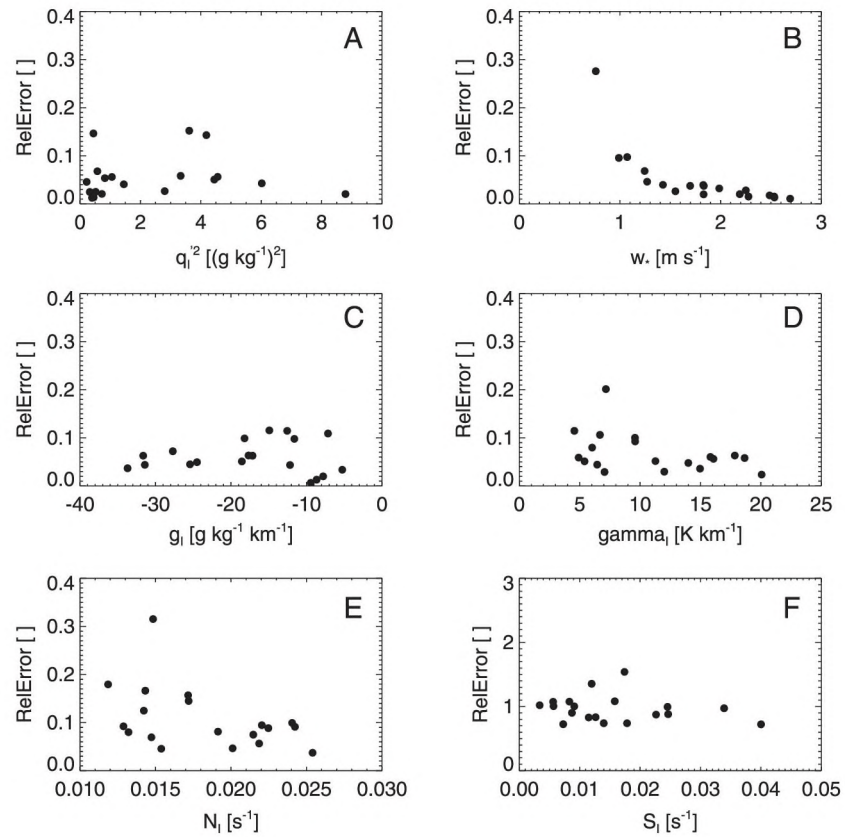 A
RelError [ ]
0.4
0.3
0.2
0.1
0.0
0 2 4 6 8 10
q_l'^2 [(g kg^-1)^2]
B
RelError [ ]
0.4
0.3
0.2
0.1
0.0
0 1 2 3
w_* [m s^-1]
C
RelError [ ]
0.4
0.3
0.2
0.1
0.0
-40 -30 -20 -10 0
g_l [g kg^-1 km^-1]
D
RelError [ ]
0.4
0.3
0.2
0.1
0.0
0 5 10 15 20 25
gamma_l [K km^-1]
E
RelError [ ]
0.4
0.3
0.2
0.1
0.0
0.010 0.015 0.020 0.025 0.030
N_l [s^-1]
F
RelError [ ]
3
2
1
0
0.00 0.01 0.02 0.03 0.04 0.05
S_l [s^-1]